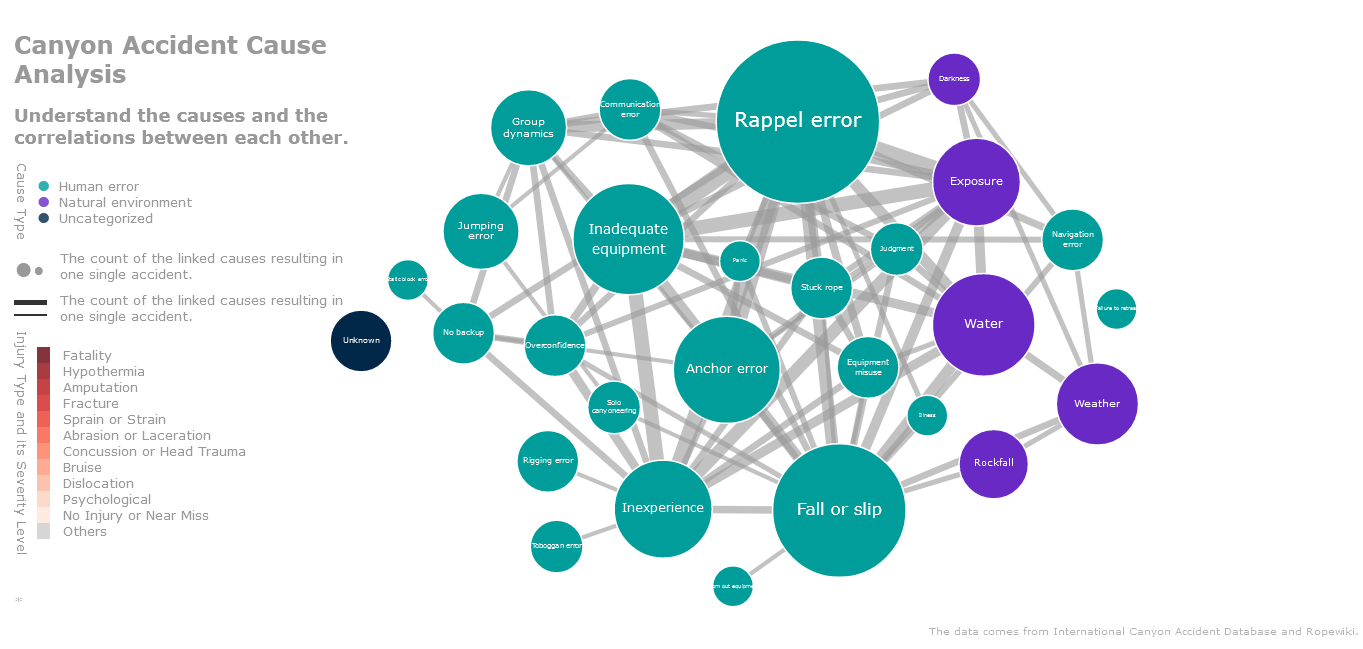 Canyon Accident Cause
Analysis
Understand the causes and the
correlations between each other.
Cause Type
Human error
Natural environment
Uncategorized
The count of the linked causes resulting in
one single accident.
The count of the linked causes resulting in
one single accident.
Injury Type and its Severity Level
Fatality
Hypothermia
Amputation
Fracture
Sprain or Strain
Abrasion or Laceration
Concussion or Head Trauma
Bruise
Dislocation
Psychological
No Injury or Near Miss
Others
*
Rappel error
Darkness
Communication
error
Group
dynamics
Exposure
Jumping
error
Inadequate
equipment
Navigation
error
Judgment
Panic
Stuck rope
Water
No backup
Unknown
Overconfidence
Anchor error
Equipment
misuse
Solo
canyoneering
Illness
Weather
Rigging error
Rockfall
Inexperience
Fall or slip
Toboggan error
out equipme
block erro
ailure to retrea
The data comes from International Canyon Accident Database and Ropewiki.